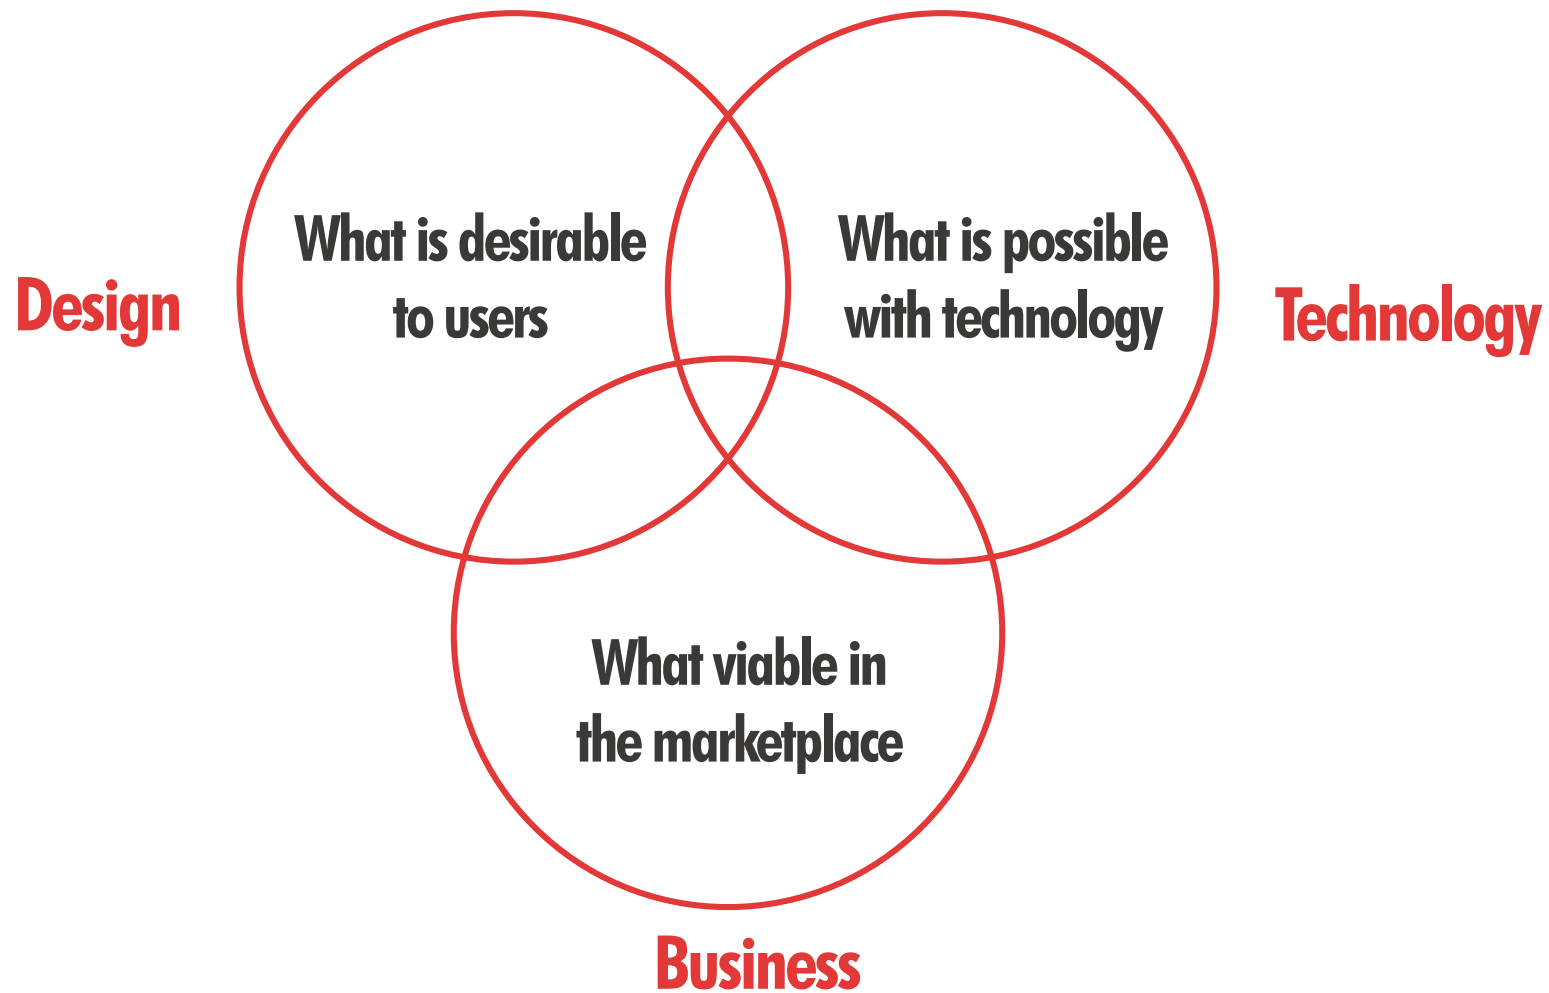 What is desirable
to users
What is possible
with technology
Design
Technology
What viable in
the marketplace
Business